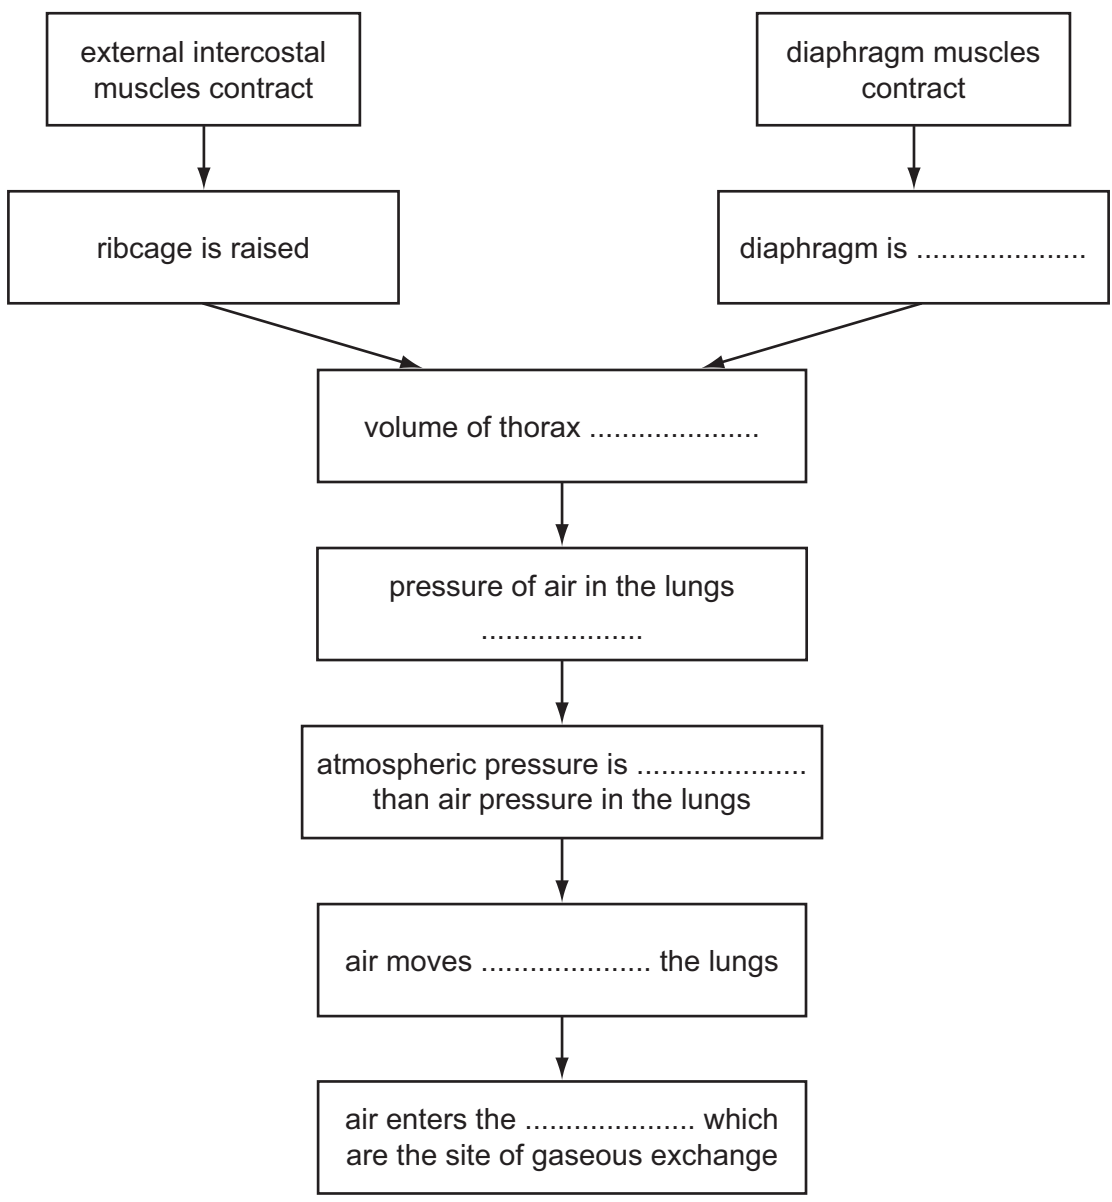 external intercostal
muscles contract
diaphragm muscles
contract
ribcage is raised
diaphragm is .....................
volume of thorax .....................
pressure of air in the lungs
....................
atmospheric pressure is .....................
than air pressure in the lungs
air moves ..................... the lungs
air enters the ..................... which
are the site of gaseous exchange